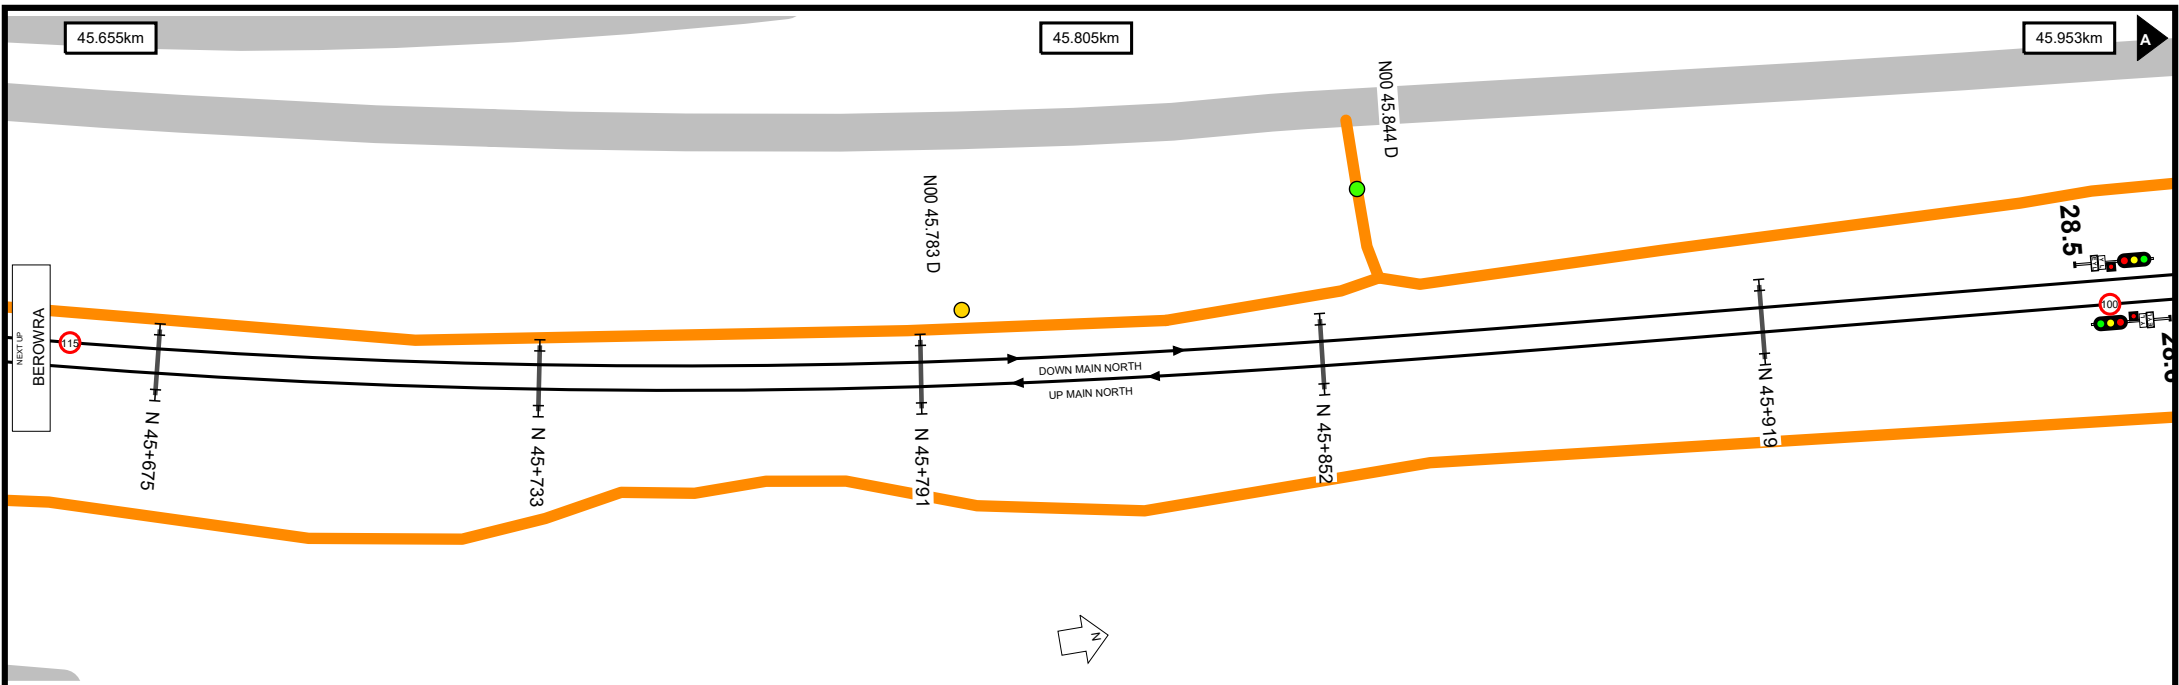 45.655km
45.805km
45.953km
A
N00 45.844 D
N00 45.783 D
28.5
NEXT UP
BEROWRA
115
100
DOWN MAIN NORTH
UP MAIN NORTH
N 45+675
N 45+733
N 45+791
N 45+852
N 45+919
N